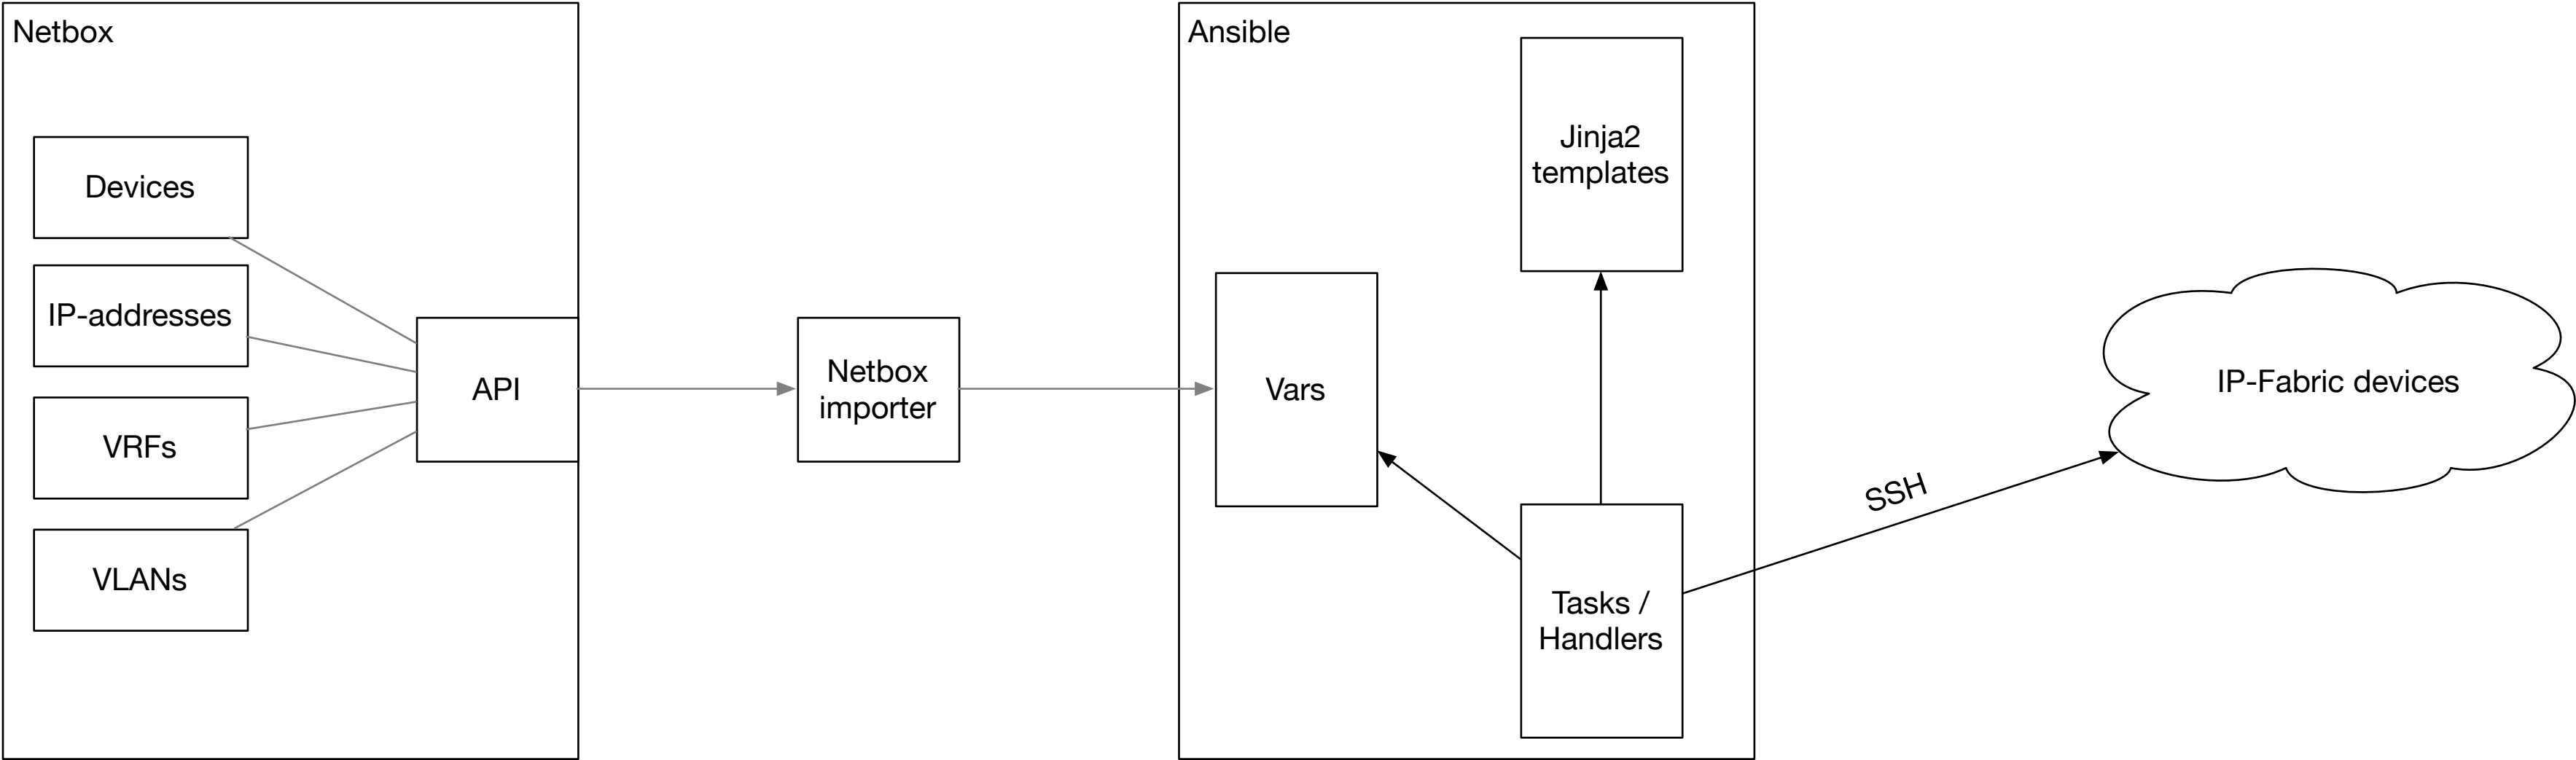 Netbox
Devices
IP-addresses
VRFs
VLANs
API
Netbox
importer
Ansible
Jinja2
templates
Vars
Tasks /
Handlers
SSH
IP-Fabric devices